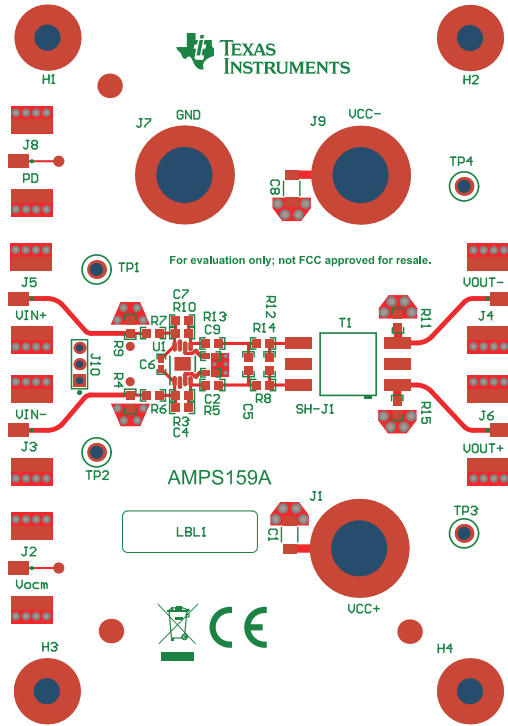 TEXAS
INSTRUMENTS
H1
H2
GND
VCC-
J7
J9
J8
PD
TP4
C8
For evaluation only; not FCC approved for resale.
TP1
J5
VIN+
VOUT-
J4
C7
R10
R13
C9
R12
R14
T1
R11
R7
U1
R9
C6
J10
R4
R6
R3
C4
C2
R5
C5
R8
SH-J1
R15
VIN-
J3
J6
VOUT+
TP2
AMPS159A
J1
C1
TP3
LBL1
J2
Vocm
VCC+
CE
H3
H4